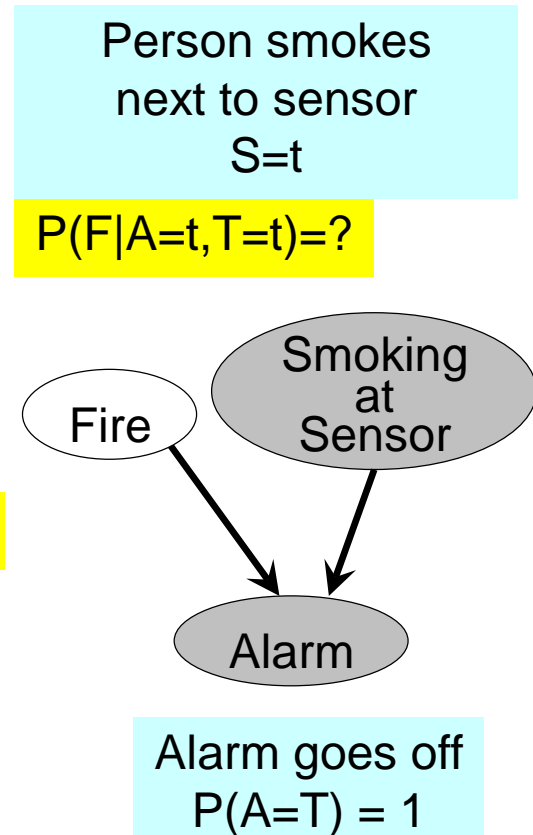 Person smokes
next to sensor
S=t
P(F|A=t,T=t)=?
Smoking
at
Sensor
Fire
Alarm
Alarm goes off
P(A=T) = 1